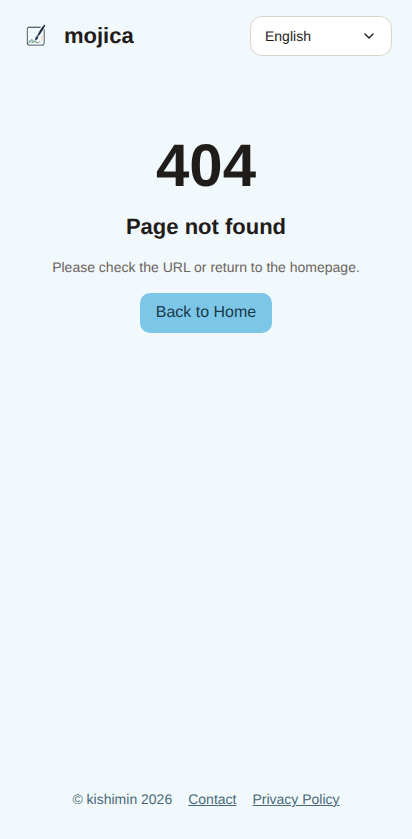 mojica
English
404
Page not found
Please check the URL or return to the homepage.
Back to Home
© kishimin 2026 Contact Privacy Policy